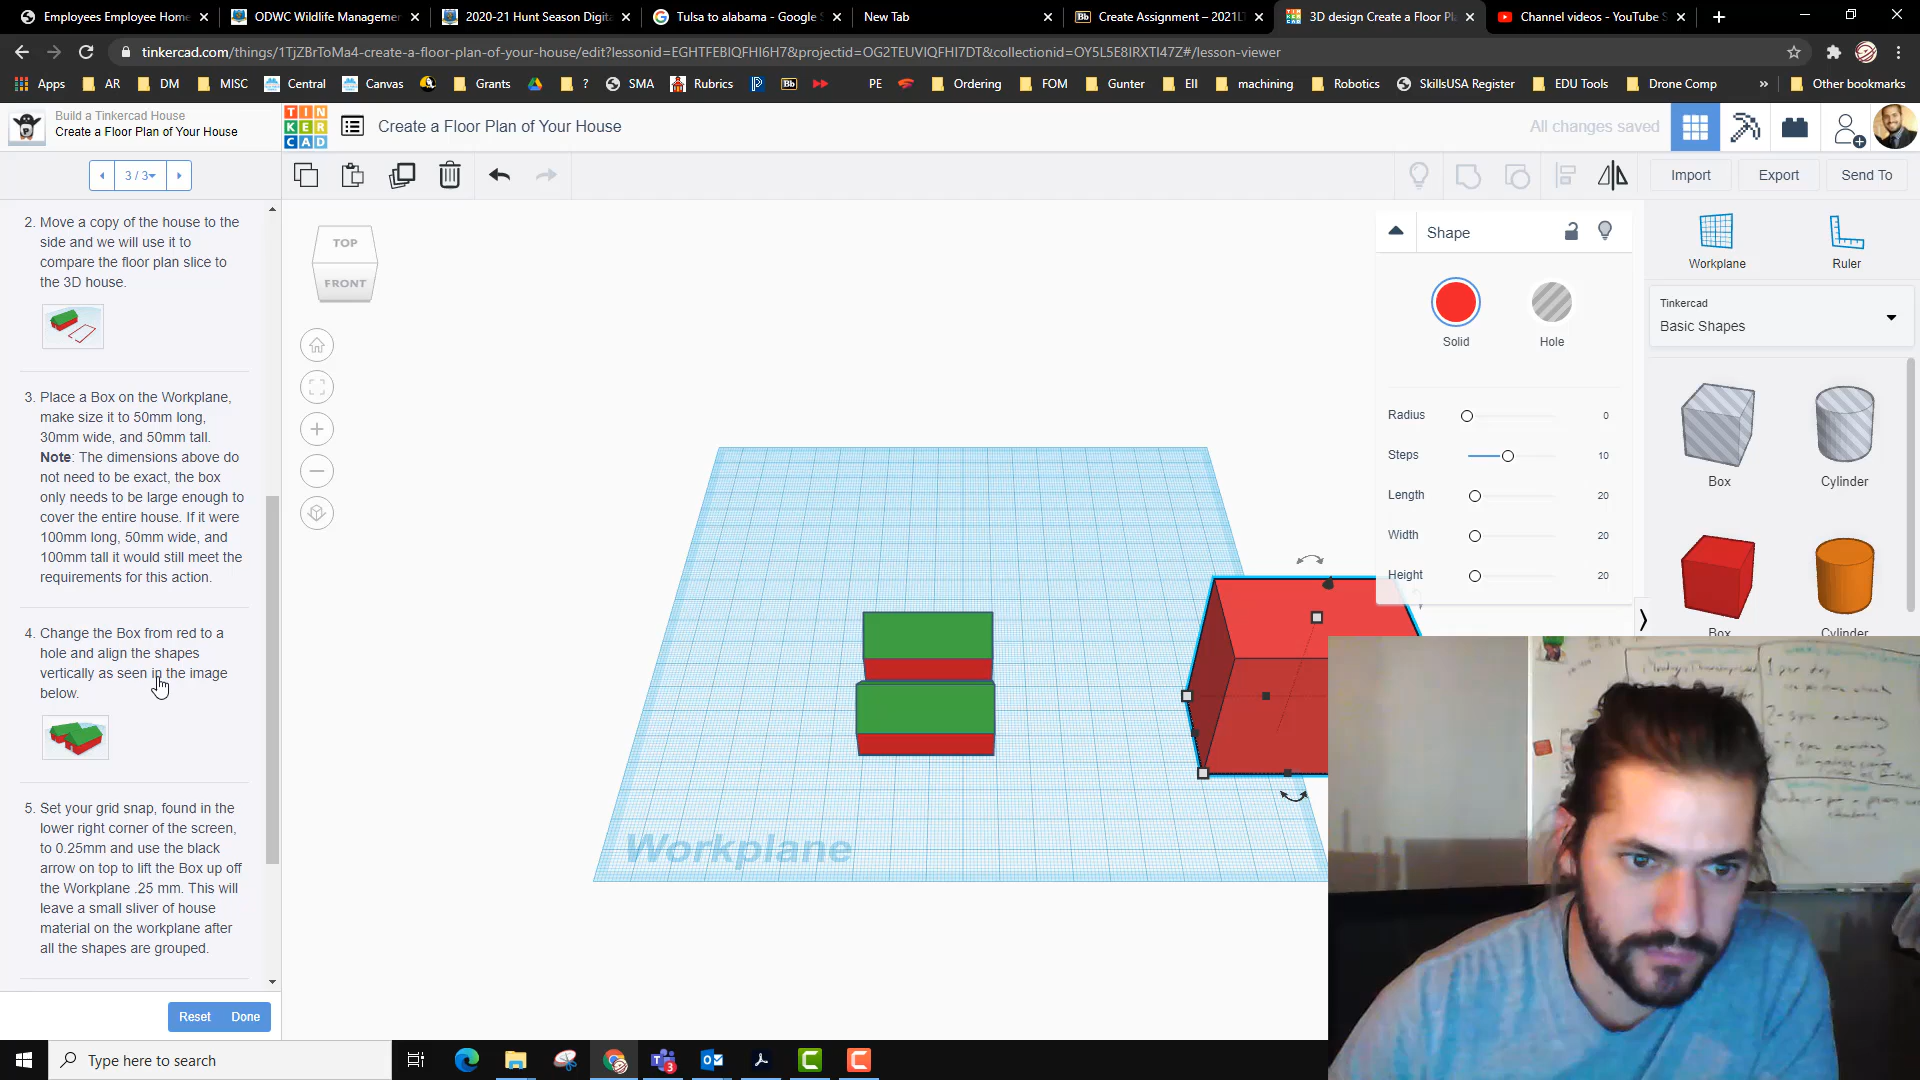 Employees Employee Home
ODWC Wildlife Managemen
2020-21 Hunt Season Digit
Tulsa to alabama - Google S
New Tab
Create Assignment – 2021L
3D design Create a Floor Pl
Channel videos - YouTube S
tinkercad.com/things/1TjZBrToMa4-create-a-floor-plan-of-your-house/edit?lessonid=EGHTFEBIQFHI6H7&projectid=OG2TEUVIQFHI7DT&collectionid=OY5L5E8IRXTI47Z#/lesson-viewer
Apps AR DM MISC Central Canvas Grants ? SMA Rubrics Bb PE Ordering FOM Gunter EII machining Robotics SkillsUSA Register EDU Tools Drone Comp » Other bookmarks
Build a Tinkercad House
Create a Floor Plan of Your House
TIN
KER
CAD
Create a Floor Plan of Your House
All changes saved
3 / 3
Import Export Send To
2. Move a copy of the house to the
side and we will use it to
compare the floor plan slice to
the 3D house.
3. Place a Box on the Workplane,
make size it to 50mm long,
30mm wide, and 50mm tall.
Note: The dimensions above do
not need to be exact, the box
only needs to be large enough to
cover the entire house. If it were
100mm long, 50mm wide, and
100mm tall it would still meet the
requirements for this action.
4. Change the Box from red to a
hole and align the shapes
vertically as seen in the image
below.
5. Set your grid snap, found in the
lower right corner of the screen,
to 0.25mm and use the black
arrow on top to lift the Box up off
the Workplane .25 mm. This will
leave a small sliver of house
material on the workplane after
all the shapes are grouped.
Reset Done
TOP
FRONT
Workplane
Shape
Solid Hole
Radius 0
Steps 10
Length 20
Width 20
Height 20
Workplane Ruler
Tinkercad
Basic Shapes
Box Cylinder
Box Cylinder
Type here to search
3